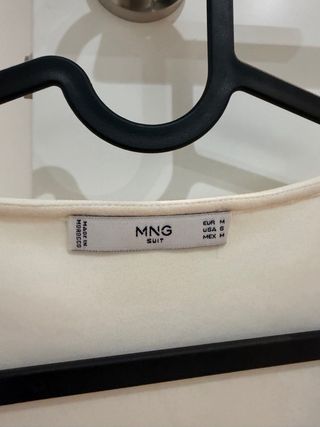 MADE IN
MOROCCO
MNG
SUIT
EUR M
USA 6
MEX M